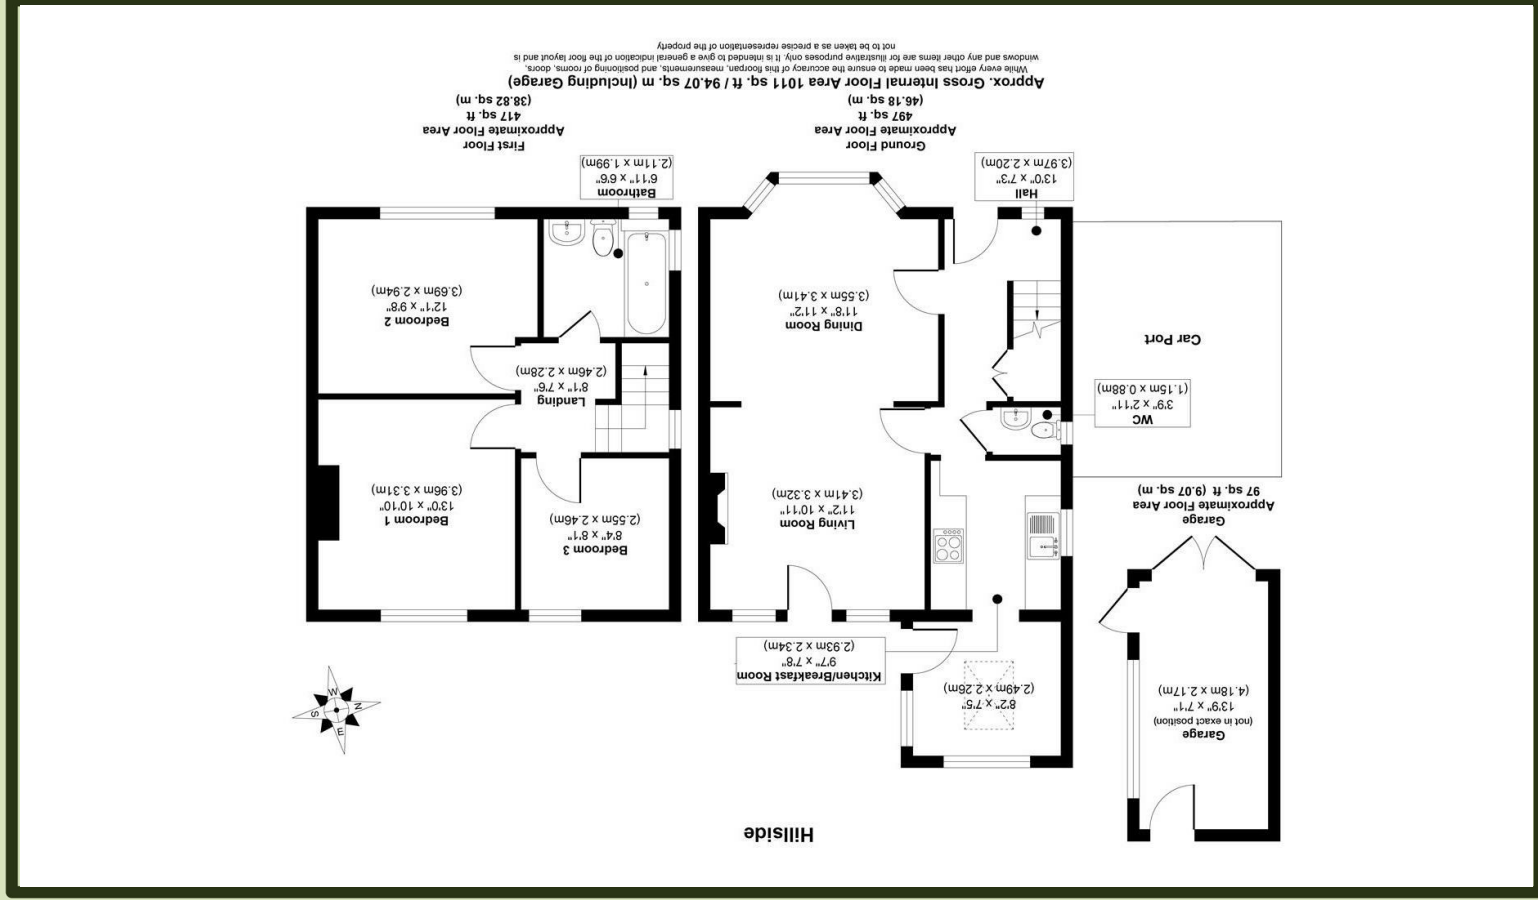 Hillside
Garage
(not in exact position)
13'9" x 7'1"
(4.18m x 2.17m)
Garage
Approximate Floor Area
97 sq. ft (9.07 sq. m)
8'2" x 7'5"
(2.49m x 2.26m)
Kitchen/Breakfast Room
9'7" x 7'8"
(2.93m x 2.34m)
E
S
N
W
Living Room
11'2" x 10'11"
(3.41m x 3.32m)
Bedroom 3
8'4" x 8'1"
(2.55m x 2.46m)
Bedroom 1
13'0" x 10'10"
(3.96m x 3.31m)
WC
3'9" x 2'11"
(1.15m x 0.88m)
Car Port
Landing
8'1" x 7'6"
(2.46m x 2.28m)
Dining Room
11'8" x 11'2"
(3.55m x 3.41m)
Bedroom 2
12'1" x 9'8"
(3.69m x 2.94m)
Hall
13'0" x 7'3"
(3.97m x 2.20m)
Bathroom
6'11" x 6'6"
(2.11m x 1.99m)
Ground Floor
Approximate Floor Area
497 sq. ft
(46.18 sq. m)
First Floor
Approximate Floor Area
417 sq. ft
(38.82 sq. m)
Approx. Gross Internal Floor Area 1011 sq. ft / 94.07 sq. m (Including Garage)
While every effort has been made to ensure the accuracy of this floorpan, measurements, and positioning of rooms, doors,
windows and any other items are for illustrative purposes only. It is intended to give a general indication of the floor layout and is
not to be taken as a precise representation of the property